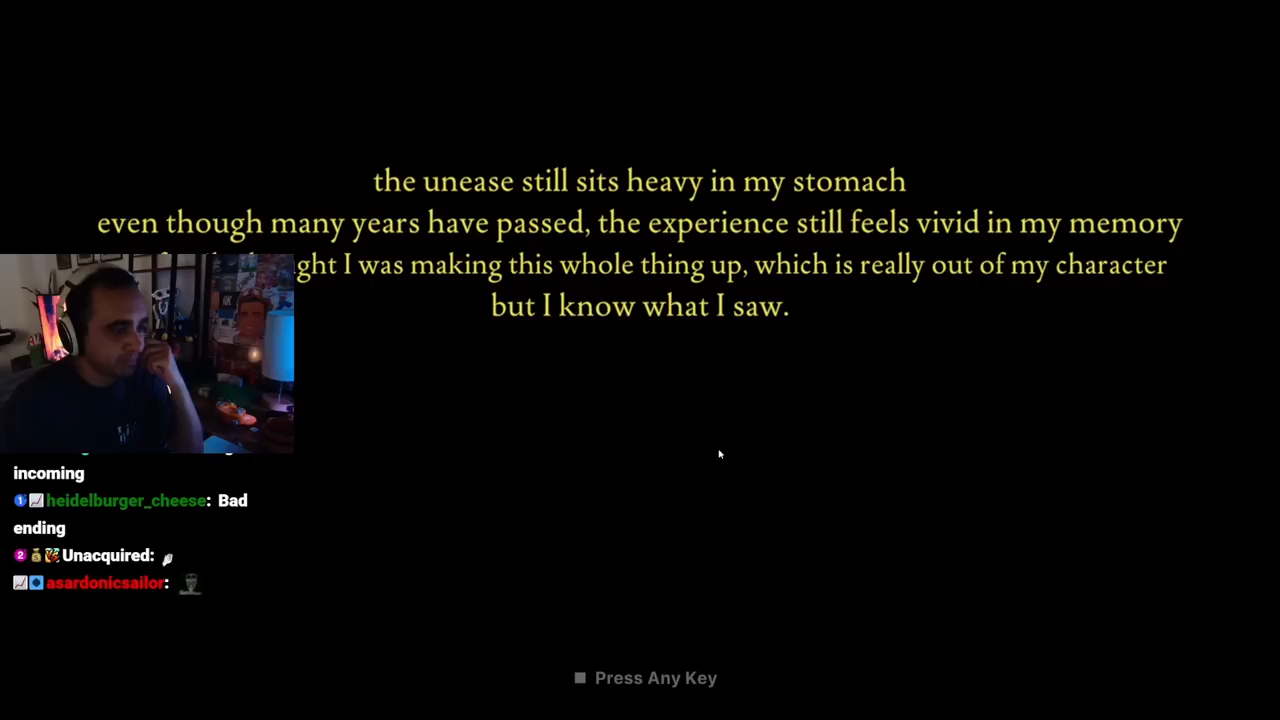 the unease still sits heavy in my stomach
even though many years have passed, the experience still feels vivid in my memory
I was making this whole thing up, which is really out of my character
but I know what I saw.
incoming
heidelburger_cheese: Bad
ending
Unacquired:
asardonicsailor:
Press Any Key